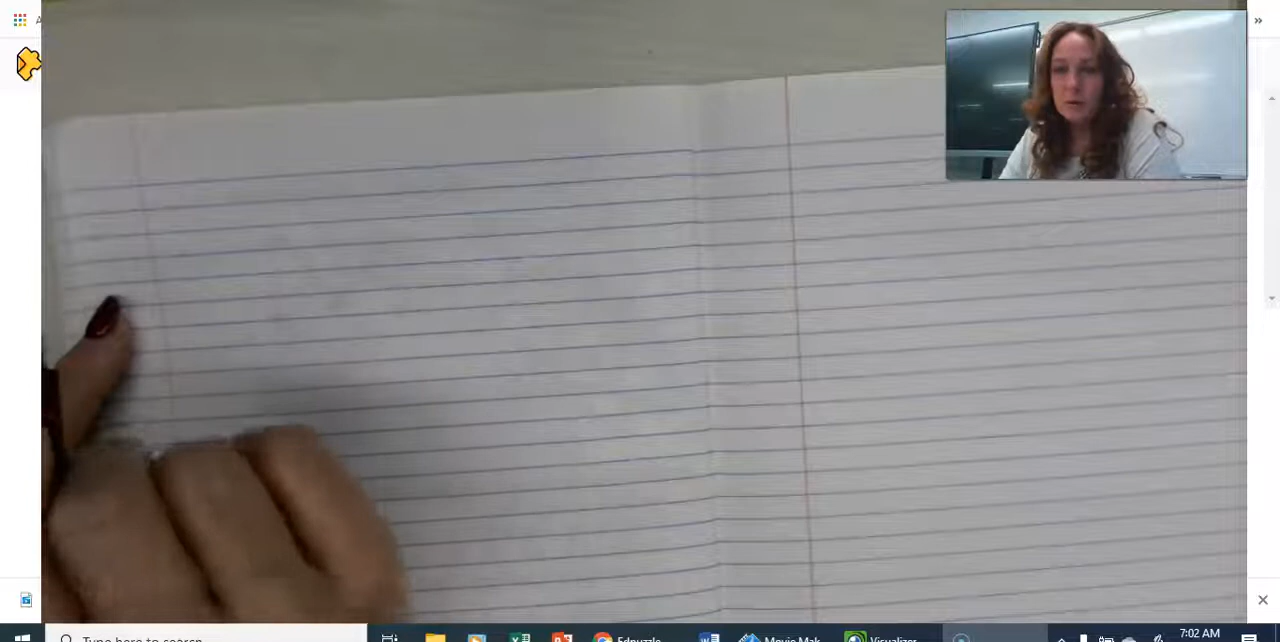 »
Type here to search
Edpuzzle
Movie Mak
Visualizer
7:02 AM